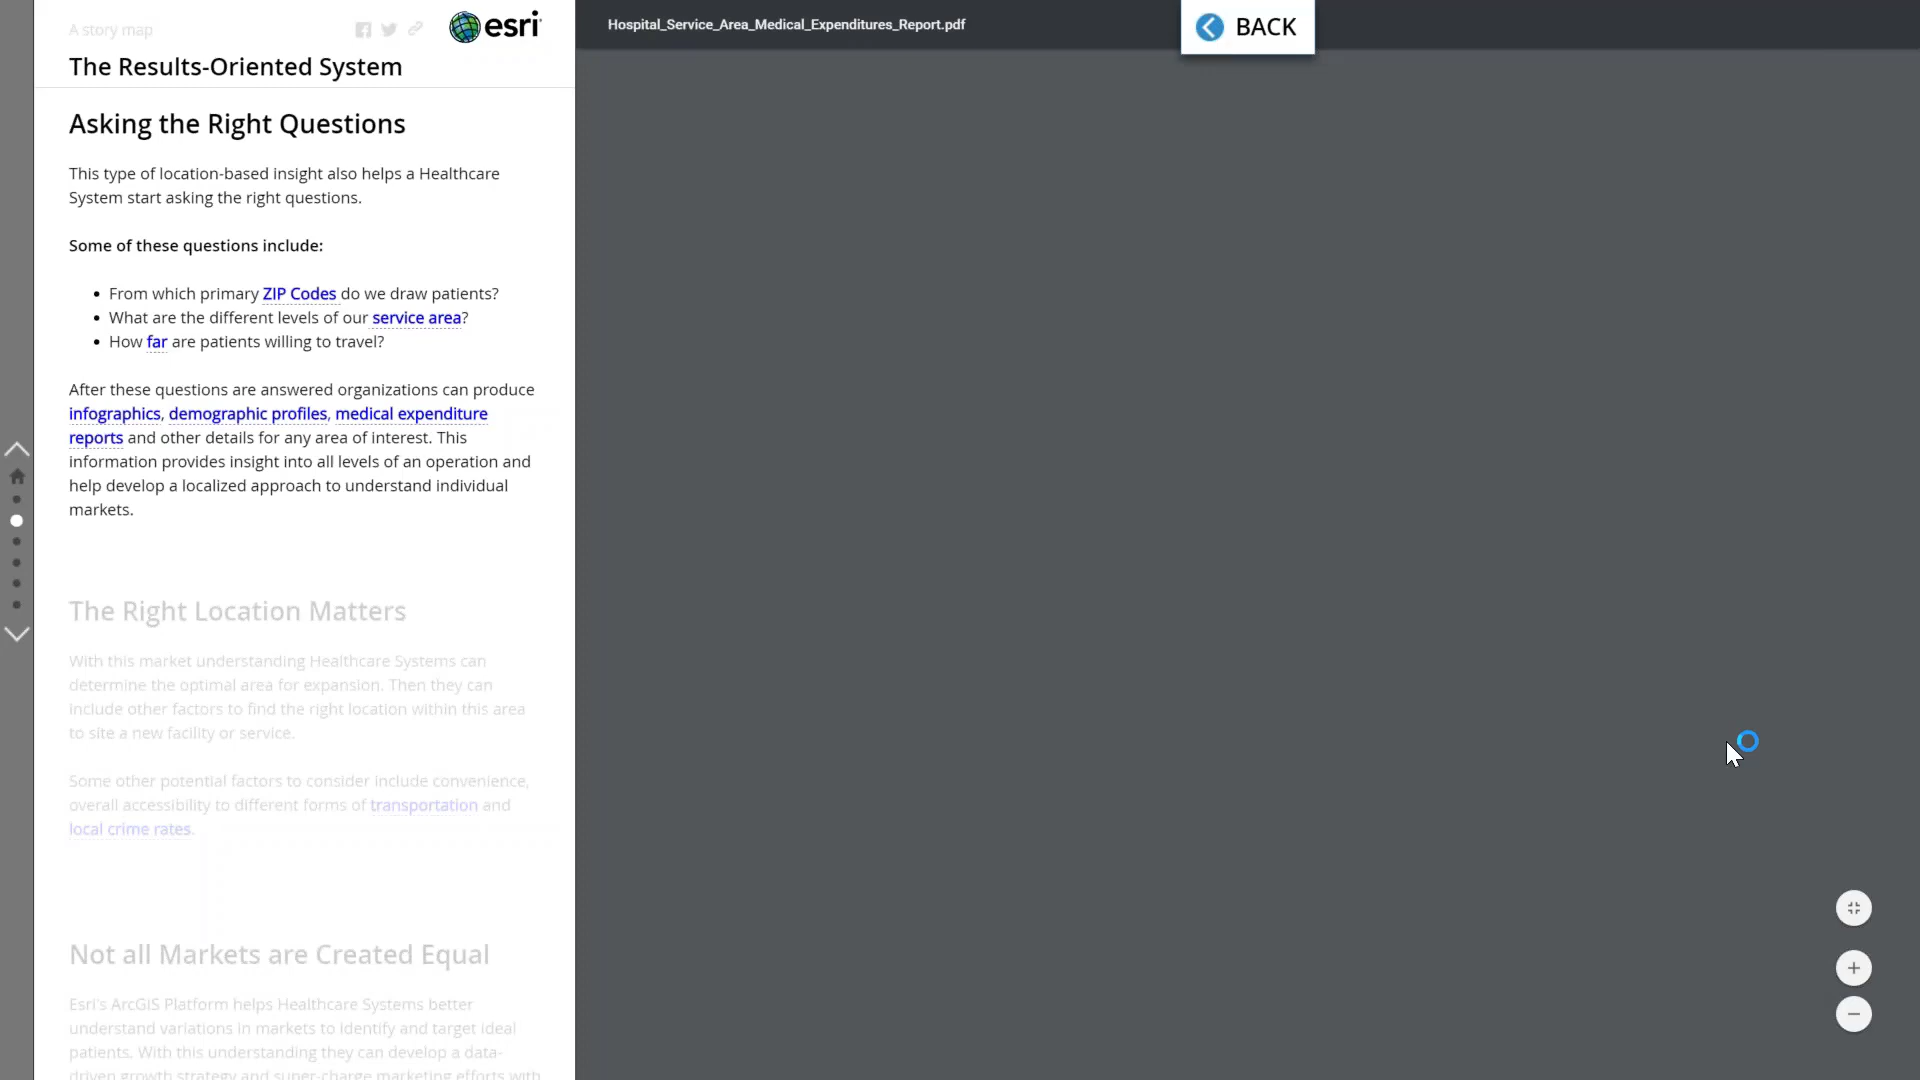 A story map
esri
The Results-Oriented System
Hospital_Service_Area_Medical_Expenditures_Report.pdf
BACK
Asking the Right Questions
This type of location-based insight also helps a Healthcare
System start asking the right questions.
Some of these questions include:
• From which primary ZIP Codes do we draw patients?
• What are the different levels of our service area?
• How far are patients willing to travel?
After these questions are answered organizations can produce
infographics, demographic profiles, medical expenditure
reports and other details for any area of interest. This
information provides insight into all levels of an operation and
help develop a localized approach to understand individual
markets.
The Right Location Matters
With this market understanding Healthcare Systems can
determine the optimal area for expansion. Then they can
include other factors to find the right location within this area
to site a new facility or service.
Some other potential factors to consider include convenience,
overall accessibility to different forms of transportation and
local crime rates.
Not all Markets are Created Equal
Esri's ArcGIS Platform helps Healthcare Systems better
understand variations in markets to identify and target ideal
patients. With this understanding they can develop a data-
driven growth strategy and super-charge marketing efforts with